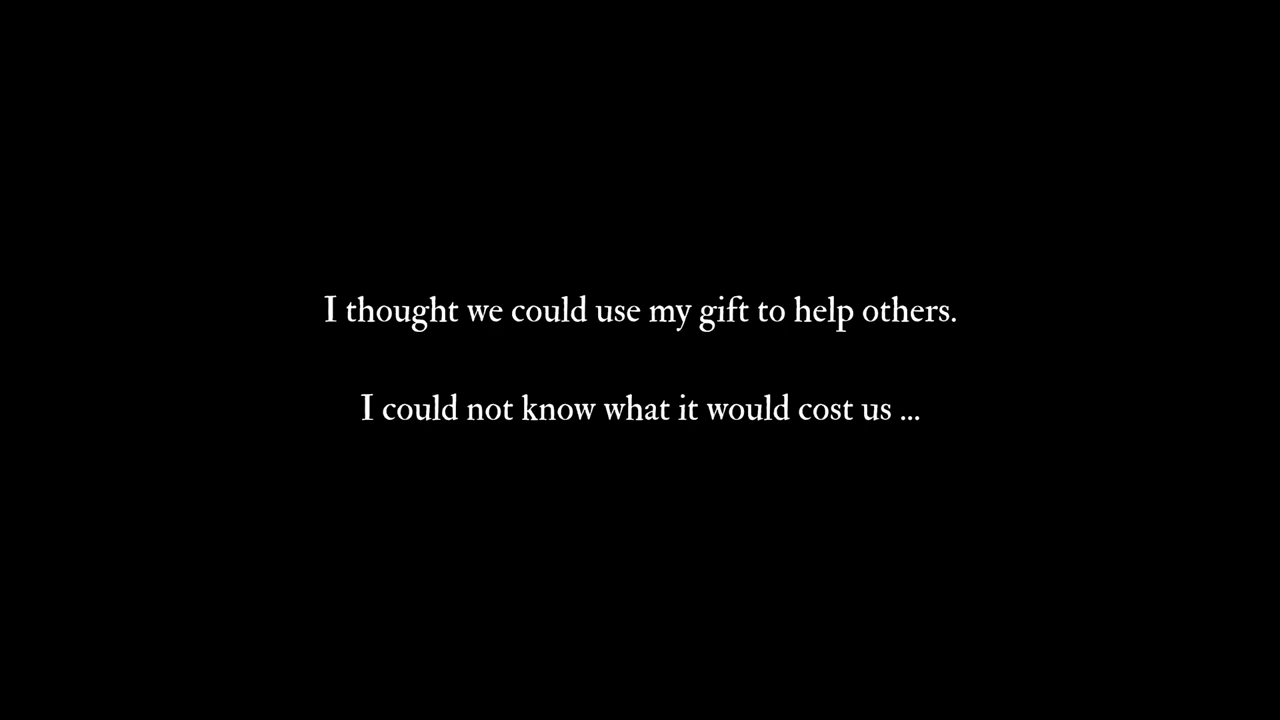 I thought we could use my gift to help others.
I could not know what it would cost us ...